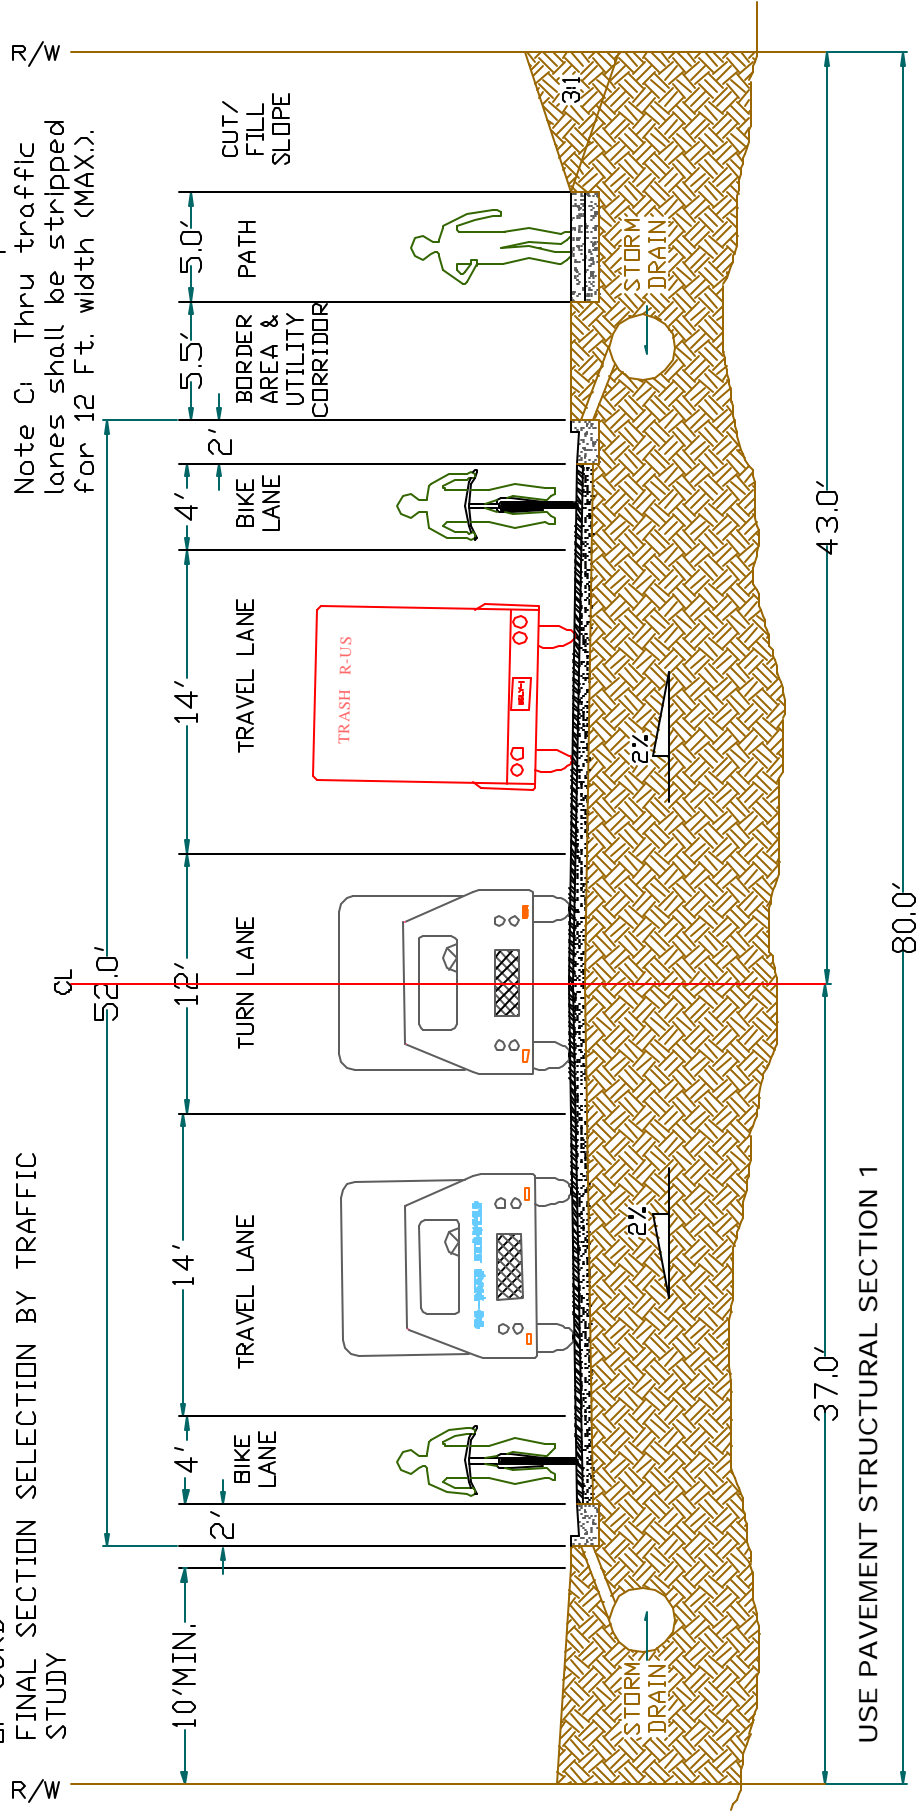 FINAL SECTION SELECTION BY TRAFFIC
STUDY
Note C: Thru traffic
lanes shall be stripped
for 12 Ft. width (MAX.).
R/W
CL
R/W
52.0'
10'MIN.
4'
14'
12'
14'
4'
5.5'
5.0'
2'
2'
BIKE
LANE
TRAVEL LANE
TURN LANE
TRAVEL LANE
BIKE
LANE
BORDER
AREA &
UTILITY
CORRIDOR
PATH
CUT/
FILL
SLOPE
TRASH R-US
3:1
STORM
DRAIN
2%
2%
STORM
DRAIN
37.0'
43.0'
USE PAVEMENT STRUCTURAL SECTION 1
80.0'